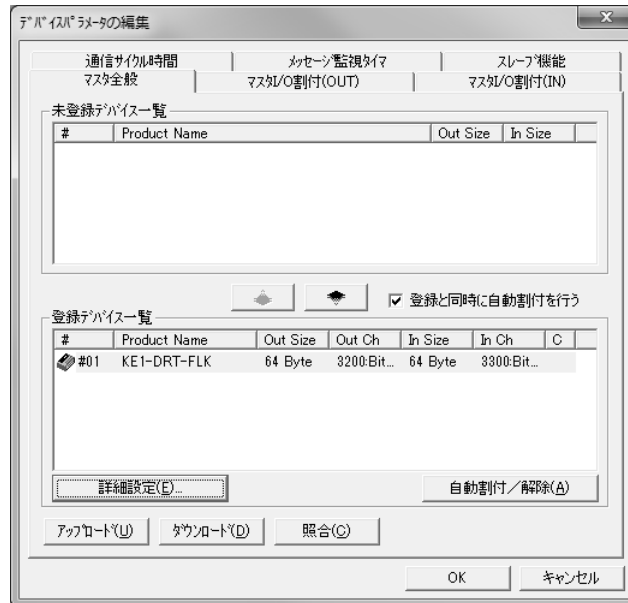 ﾃﾞﾊﾞｲｽﾊﾟﾗﾒｰﾀの編集
通信ｻｲｸﾙ時間 ﾒｯｾｰｼﾞ監視ﾀｲﾏ ｽﾚｰﾌﾞ機能
ﾏｽﾀ全般 ﾏｽﾀI/O割付(OUT) ﾏｽﾀI/O割付(IN)
未登録ﾃﾞﾊﾞｲｽ一覧
# Product Name Out Size In Size
登録と同時に自動割付を行う
登録ﾃﾞﾊﾞｲｽ一覧
# Product Name Out Size Out Ch In Size In Ch C
#01 KE1-DRT-FLK 64 Byte 3200:Bit... 64 Byte 3300:Bit...
詳細設定(E)... 自動割付／解除(A)
ｱｯﾌﾟﾛｰﾄﾞ(U) ﾀﾞｳﾝﾛｰﾄﾞ(D) 照合(C)
OK ｷｬﾝｾﾙ